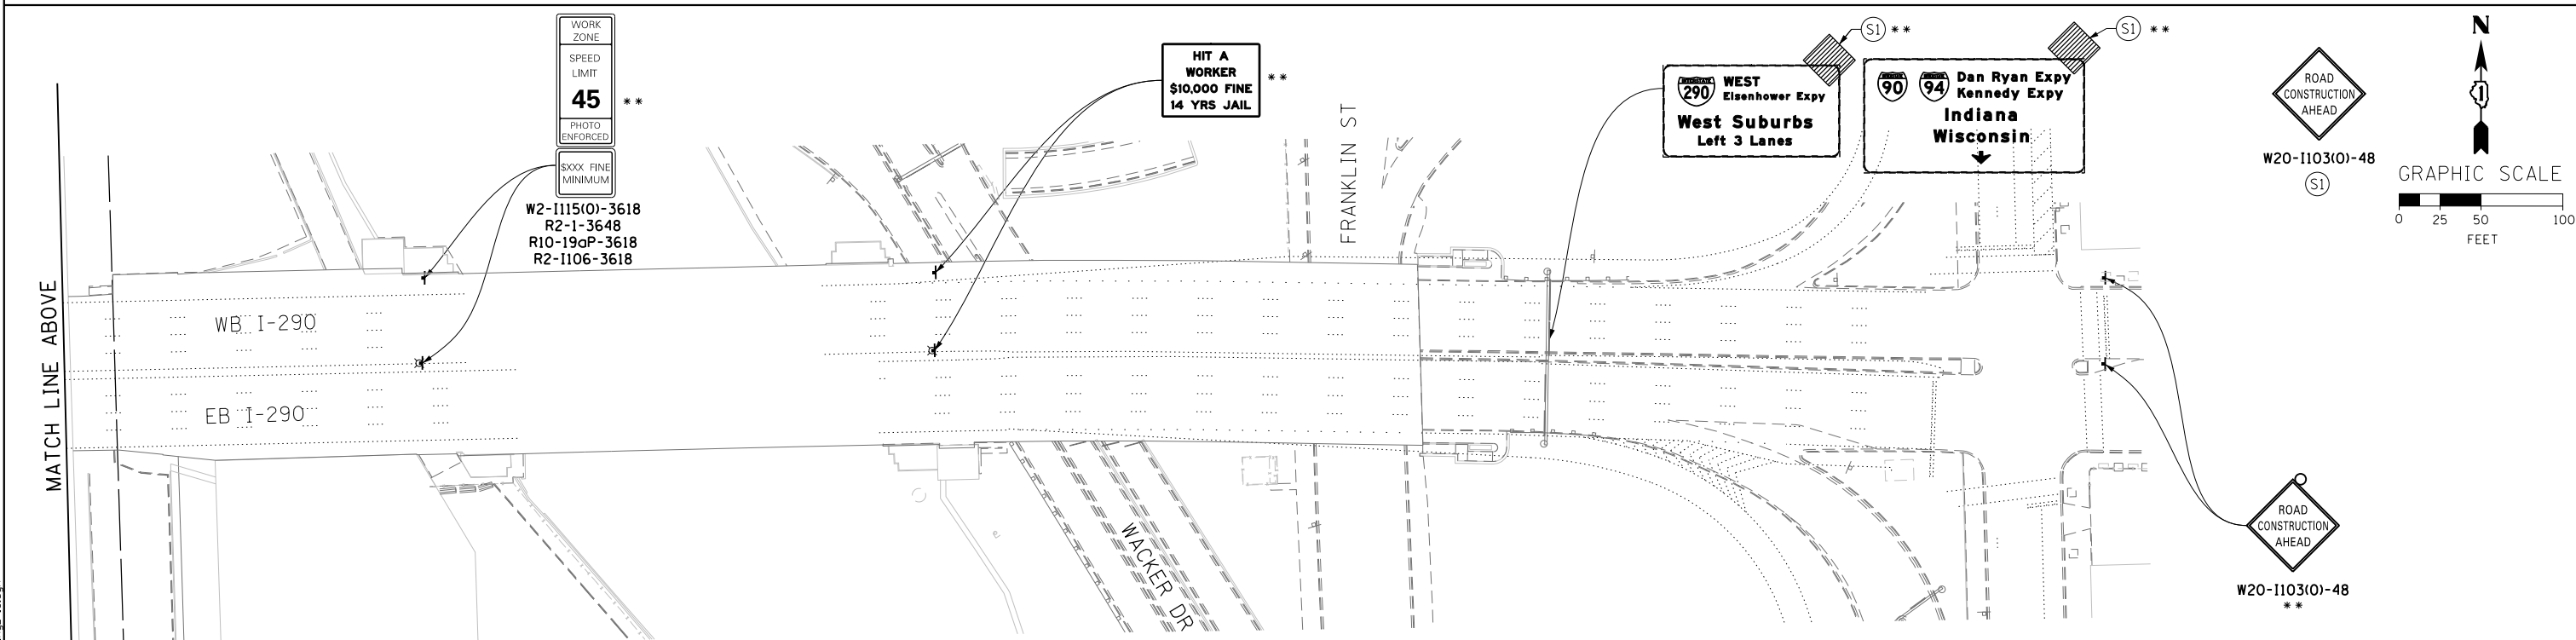 WORK
ZONE
SPEED
LIMIT
45
PHOTO
ENFORCED
**
$XXX FINE
MINIMUM
W2-I115(O)-3618
R2-1-3648
R10-19aP-3618
R2-I106-3618
HIT A
WORKER
$10,000 FINE
14 YRS JAIL
**
FRANKLIN ST
S1 **
INTERSTATE
290
WEST
Eisenhower Expy
West Suburbs
Left 3 Lanes
S1 **
90 94
Dan Ryan Expy
Kennedy Expy
Indiana
Wisconsin
ROAD
CONSTRUCTION
AHEAD
W20-I103(O)-48
S1
N
1
GRAPHIC SCALE
0 25 50 100
FEET
MATCH LINE ABOVE
WB I-290
EB I-290
WACKER DR
ROAD
CONSTRUCTION
AHEAD
W20-I103(O)-48
**